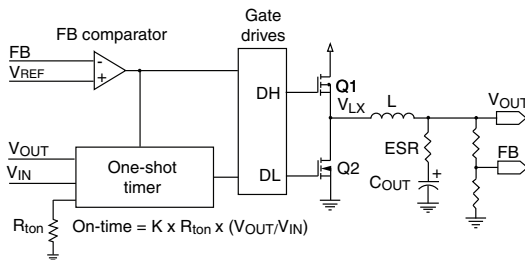 Gate
drives
FB comparator
FB
-
VREF
+
DH
Q1
VLX
L
VOUT
ESR
FB
VOUT
VIN
One-shot
timer
DL
Q2
COUT
+
Rton
On-time = K x Rton x (VOUT/VIN)